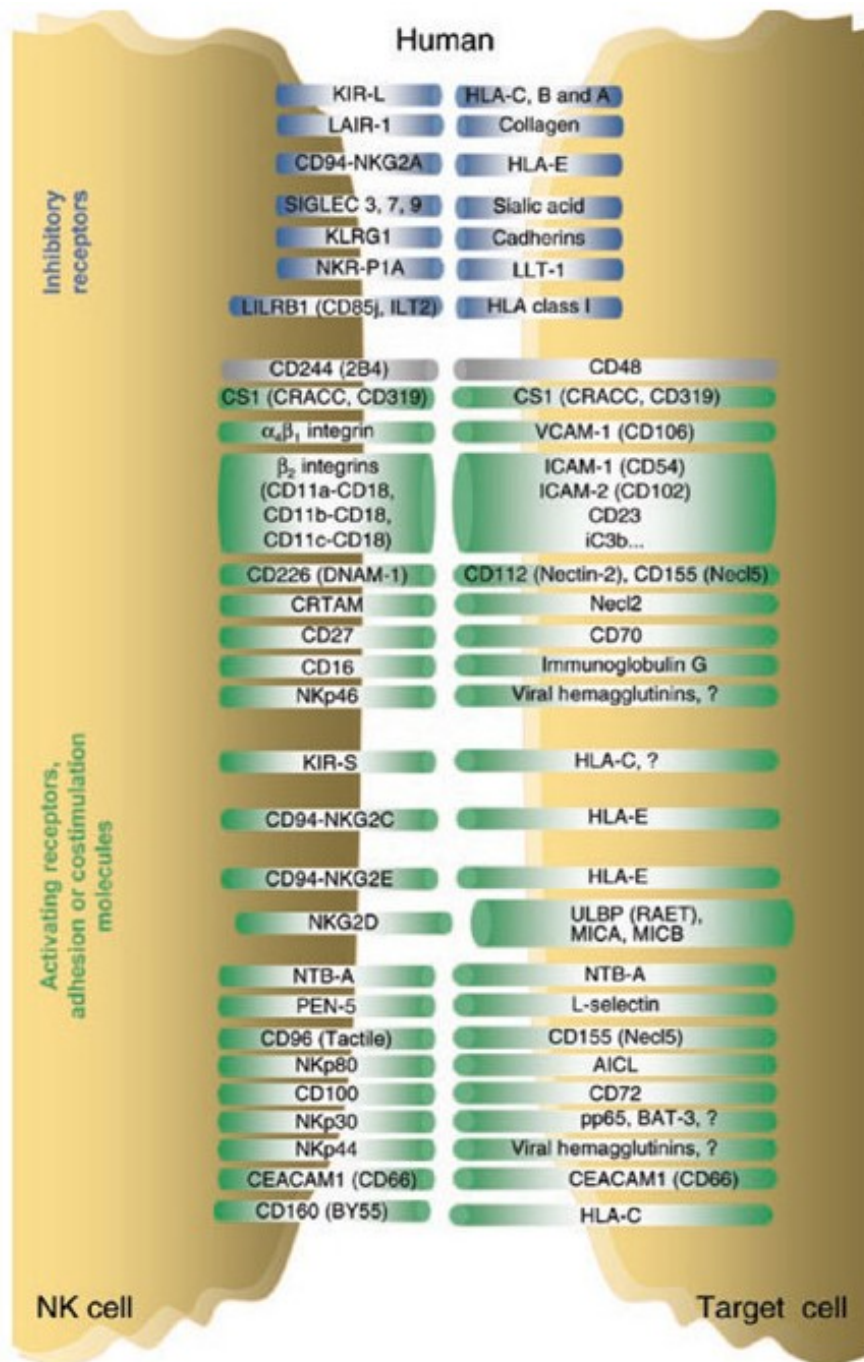 Human
KIR-L HLA-C, B and A
LAIR-1 Collagen
CD94-NKG2A HLA-E
SIGLEC 3, 7, 9 Sialic acid
KLRG1 Cadherins
NKR-P1A LLT-1
LILRB1 (CD85j, ILT2) HLA class I
Inhibitory
receptors
CD244 (2B4) CD48
CS1 (CRACC, CD319) CS1 (CRACC, CD319)
α4β1 integrin VCAM-1 (CD106)
β2 integrins ICAM-1 (CD54)
(CD11a-CD18, ICAM-2 (CD102)
CD11b-CD18, CD23
CD11c-CD18) iC3b...
CD226 (DNAM-1) CD112 (Nectin-2), CD155 (Necl5)
CRTAM Necl2
CD27 CD70
CD16 Immunoglobulin G
NKp46 Viral hemagglutinins, ?
KIR-S HLA-C, ?
CD94-NKG2C HLA-E
CD94-NKG2E HLA-E
NKG2D ULBP (RAET),
MICA, MICB
NTB-A NTB-A
PEN-5 L-selectin
CD96 (Tactile) CD155 (Necl5)
NKp80 AICL
CD100 CD72
NKp30 pp65, BAT-3, ?
NKp44 Viral hemagglutinins, ?
CEACAM1 (CD66) CEACAM1 (CD66)
CD160 (BY55) HLA-C
Activating receptors,
adhesion or costimulation
molecules
NK cell Target cell